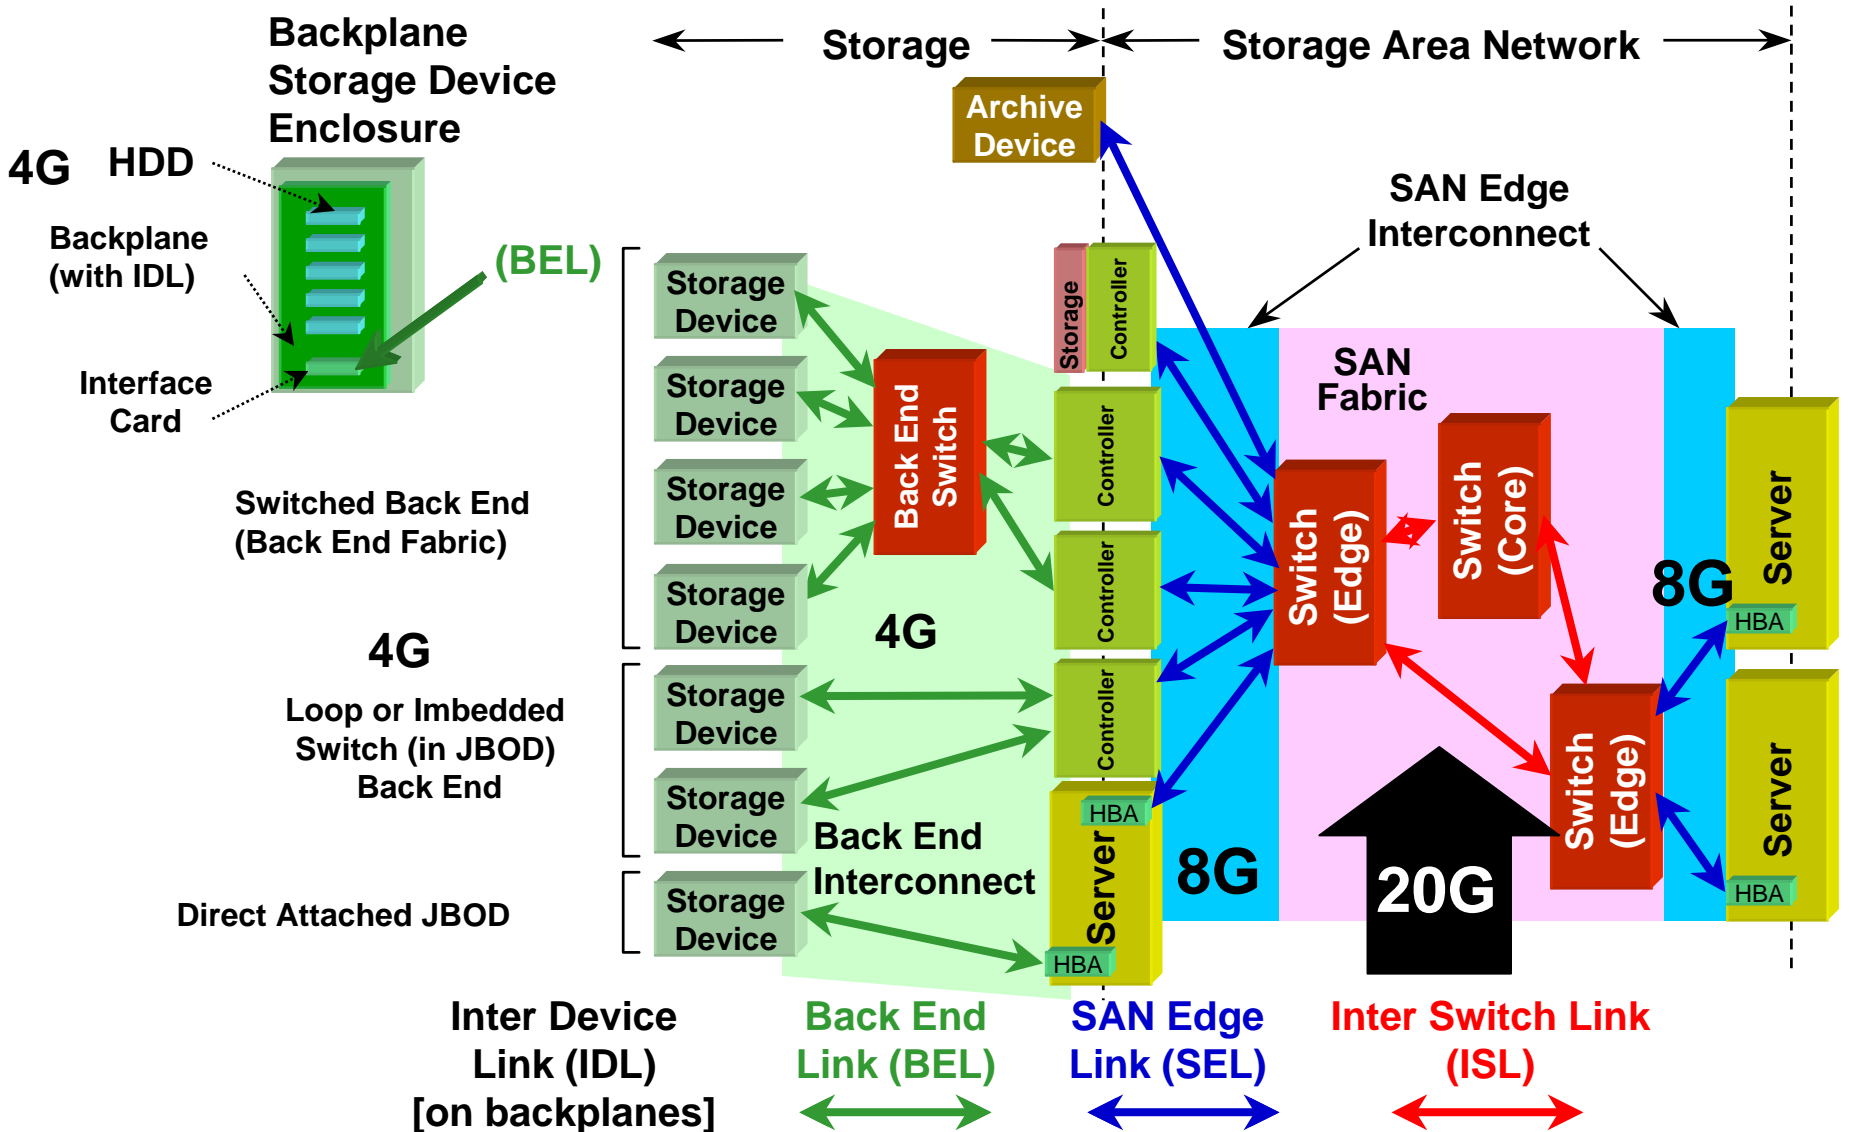 Backplane
Storage Device
Enclosure
Storage
Storage Area Network
Archive
Device
4G
HDD
SAN Edge
Interconnect
Backplane
(with IDL)
(BEL)
Interface
Card
Storage
Device
Storage
Device
Storage
Device
Storage
Device
Storage
Device
Storage
Device
Storage
Device
Back End
Switch
Storage
Controller
Controller
Controller
Controller
SAN
Fabric
Switch
(Edge)
Switch
(Core)
Switch
(Edge)
Server
HBA
Server
HBA
8G
Switched Back End
(Back End Fabric)
4G
4G
Loop or Imbedded
Switch (in JBOD)
Back End
Back End
Interconnect
Direct Attached JBOD
HBA
Server
HBA
8G
20G
Inter Device
Link (IDL)
[on backplanes]
Back End
Link (BEL)
SAN Edge
Link (SEL)
Inter Switch Link
(ISL)